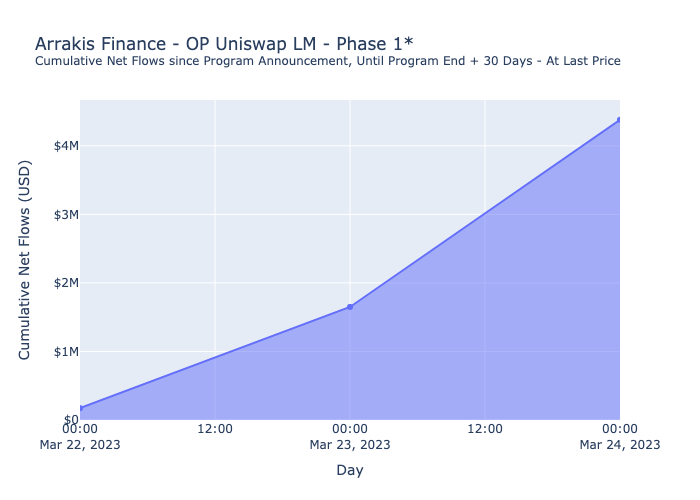 Arrakis Finance - OP Uniswap LM - Phase 1*
Cumulative Net Flows since Program Announcement, Until Program End + 30 Days - At Last Price
Cumulative Net Flows (USD)
$4M
$3M
$2M
$1M
$0
00:00 12:00 00:00 12:00 00:00
Mar 22, 2023 Mar 23, 2023 Mar 24, 2023
Day